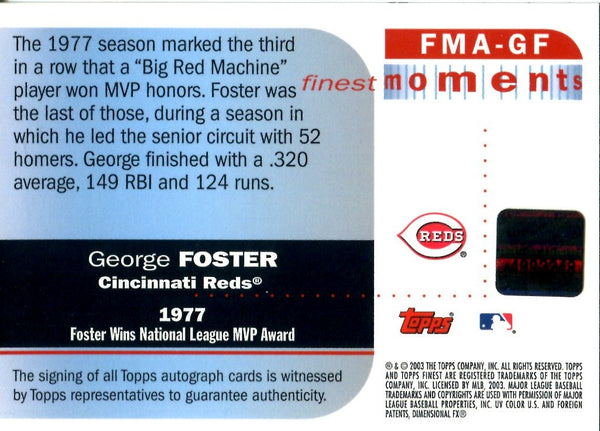 The 1977 season marked the third
in a row that a “Big Red Machine”
player won MVP honors. Foster was
the last of those, during a season in
which he led the senior circuit with 52
homers. George finished with a .320
average, 149 RBI and 124 runs.
George FOSTER
Cincinnati Reds®
1977
Foster Wins National League MVP Award
The signing of all Topps autograph cards is witnessed
by Topps representatives to guarantee authenticity.
FMA-GF
finest moments
REDS
®
Topps
® & © 2003 THE TOPPS COMPANY, INC. ALL RIGHTS RESERVED. TOPPS
AND TOPPS FINEST ARE REGISTERED TRADEMARKS OF THE TOPPS
COMPANY, INC. LICENSED BY MLB, 2003. MAJOR LEAGUE BASEBALL
TRADEMARKS AND COPYRIGHTS ARE USED WITH PERMISSION OF MAJOR
LEAGUE BASEBALL PROPERTIES, INC. UV COLOR U.S. AND FOREIGN
PATENTS, DIMENSIONAL FX®